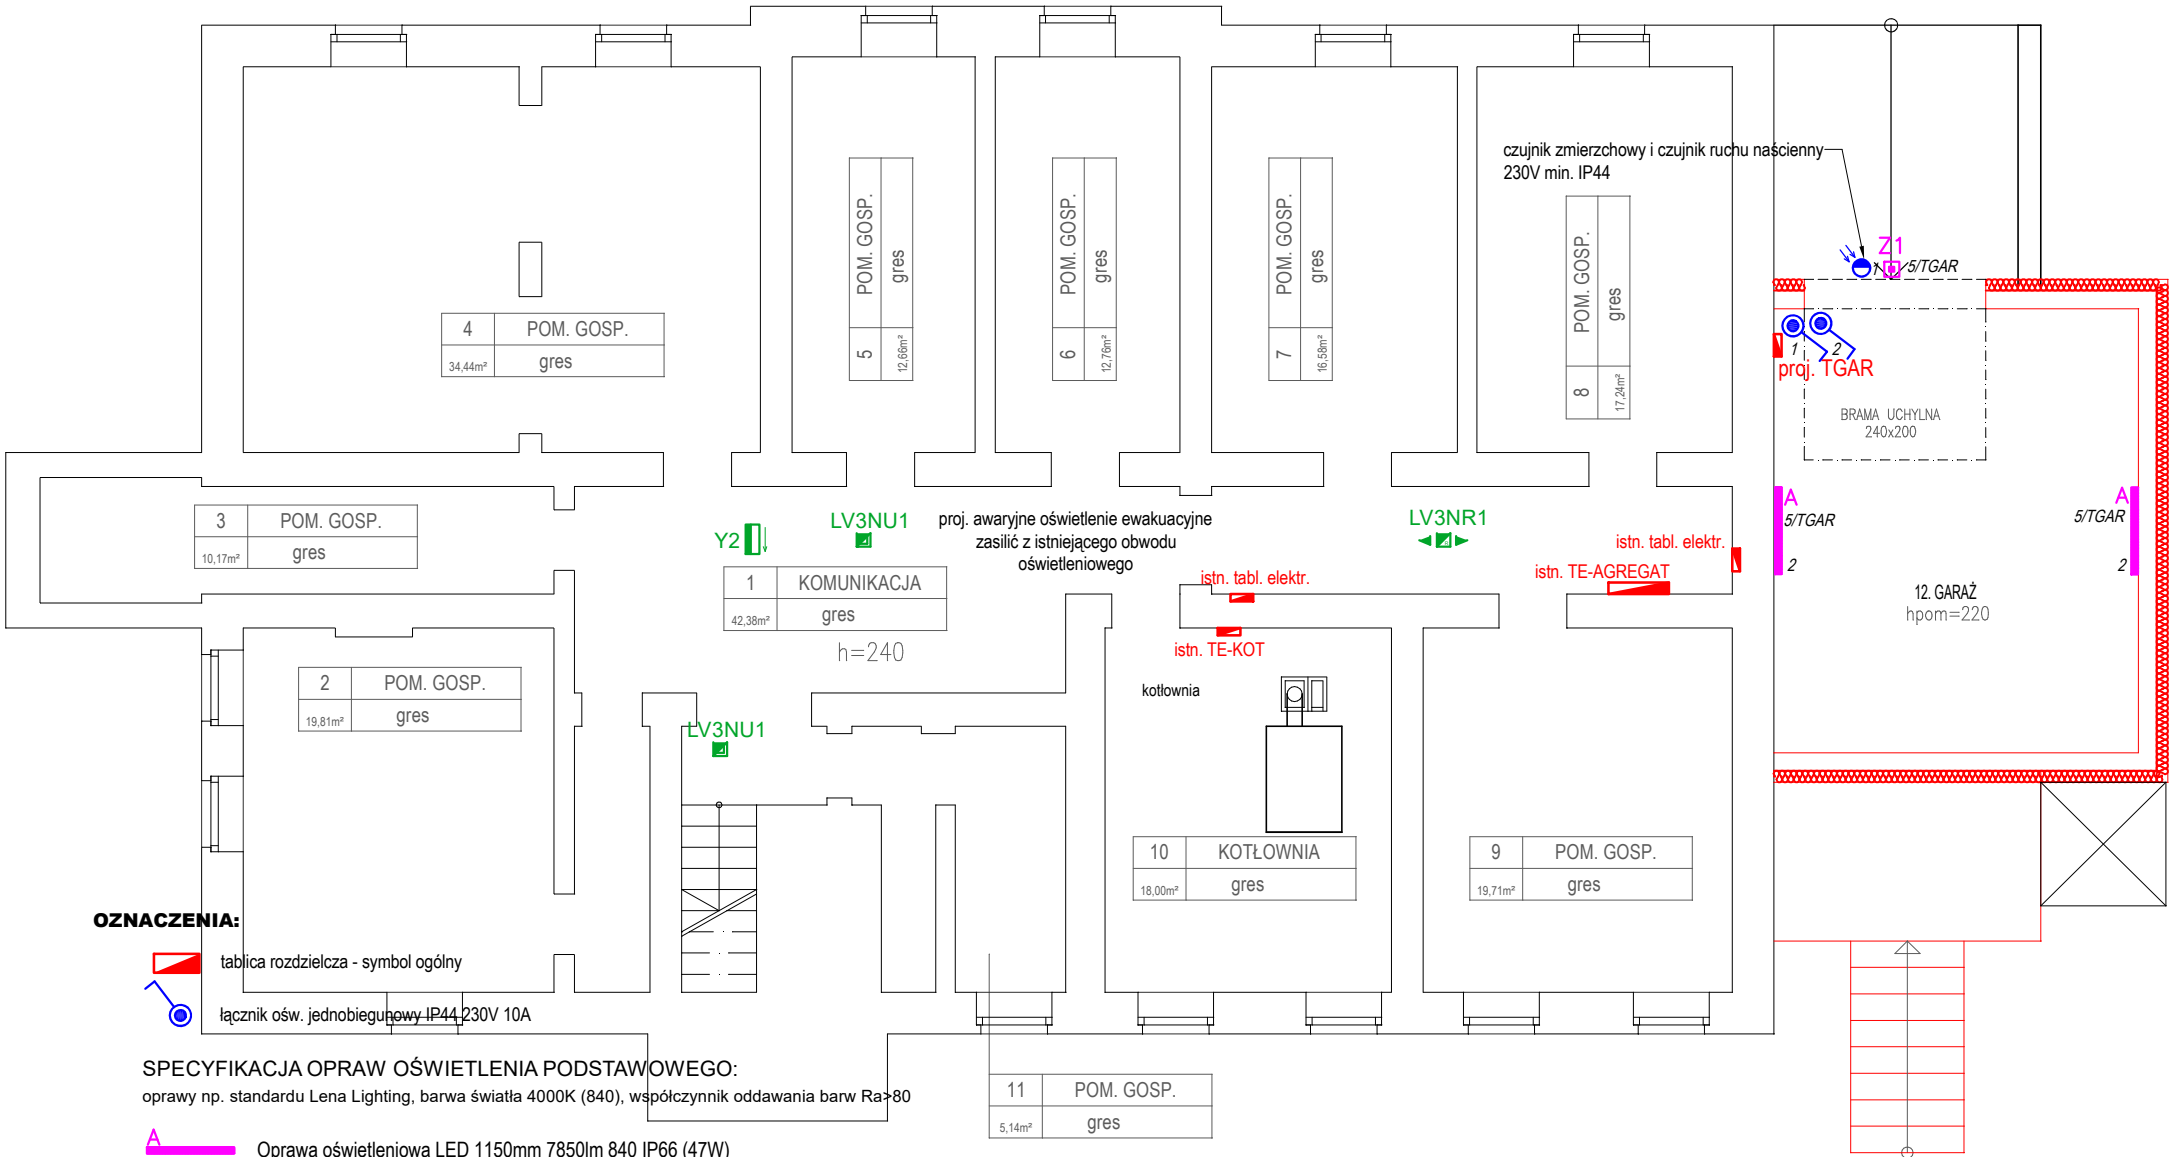 czujnik zmierzchowy i czujnik ruchu naścienny
230V min. IP44
Z1
5/TGAR
1
1
2
proj. TGAR
BRAMA UCHYLNA
240x200
A
5/TGAR
2
A
5/TGAR
2
12. GARAŻ
hpom=220
4 POM. GOSP.
34,44m² gres
5 POM. GOSP.
12,66m² gres
6 POM. GOSP.
12,76m² gres
7 POM. GOSP.
16,58m² gres
8 POM. GOSP.
17,24m² gres
3 POM. GOSP.
10,17m² gres
Y2
LV3NU1
proj. awaryjne oświetlenie ewakuacyjne
zasilić z istniejącego obwodu
oświetleniowego
LV3NR1
istn. tabl. elektr.
istn. TE-AGREGAT
istn. tabl. elektr.
istn. TE-KOT
1 KOMUNIKACJA
42,38m² gres
h=240
2 POM. GOSP.
19,81m² gres
LV3NU1
kotłownia
10 KOTŁOWNIA
18,00m² gres
9 POM. GOSP.
19,71m² gres
11 POM. GOSP.
5,14m² gres
OZNACZENIA:
tablica rozdzielcza - symbol ogólny
łącznik ośw. jednobiegunowy IP44 230V 10A
SPECYFIKACJA OPRAW OŚWIETLENIA PODSTAWOWEGO:
oprawy np. standardu Lena Lighting, barwa światła 4000K (840), współczynnik oddawania barw Ra>80
A
Oprawa oświetleniowa LED 1150mm 7850lm 840 IP66 (47W)